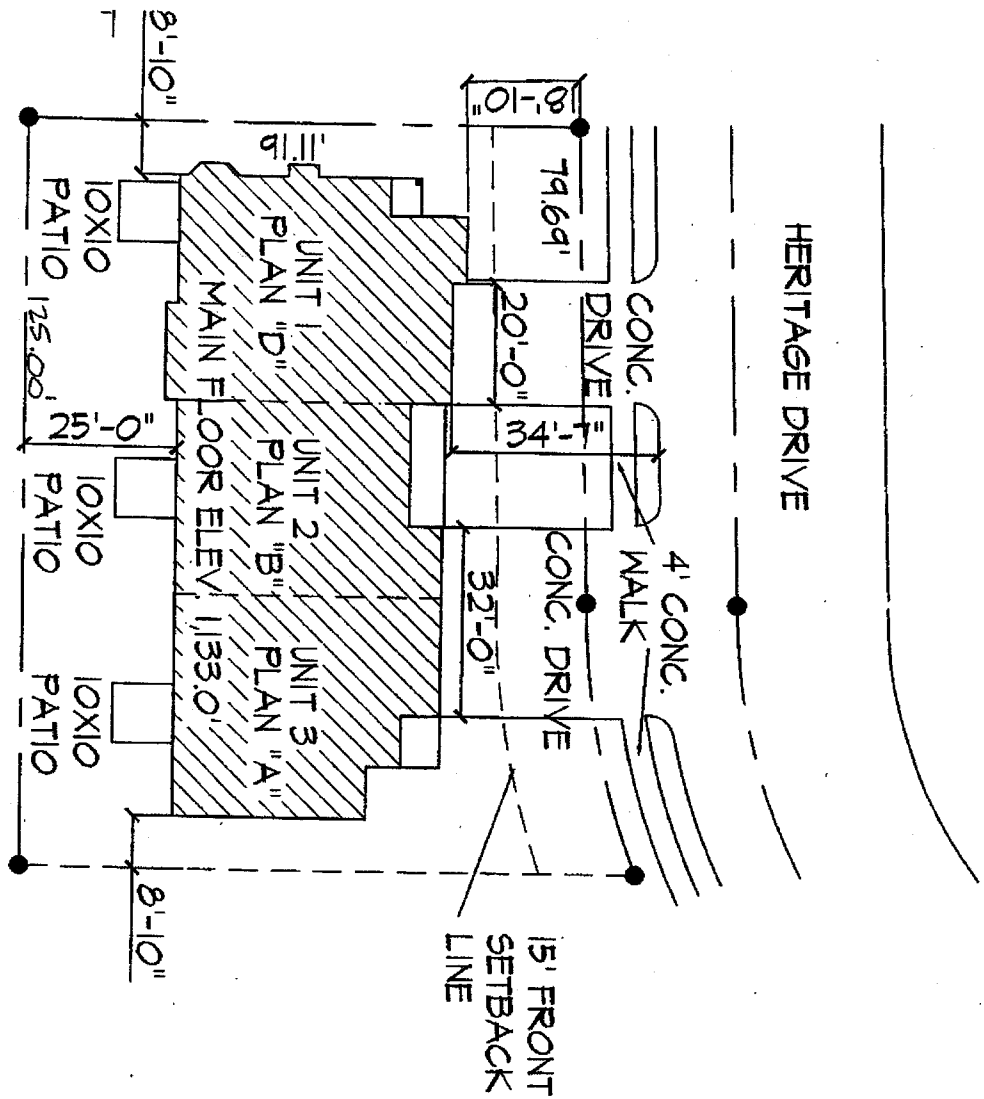 HERITAGE DRIVE
4' CONC.
WALK
CONC.
DRIVE
CONC. DRIVE
15' FRONT
SETBACK
LINE
79.69'
18'-10"
34'-7"
20'-0"
32'-0"
8'-10"
91.11'
UNIT 1
PLAN "D"
UNIT 2
PLAN "B"
UNIT 3
PLAN "A"
MAIN FLOOR ELEV 1,133.0'
10X10
PATIO
10X10
PATIO
10X10
PATIO
25'-0"
125.00'
8'-10"